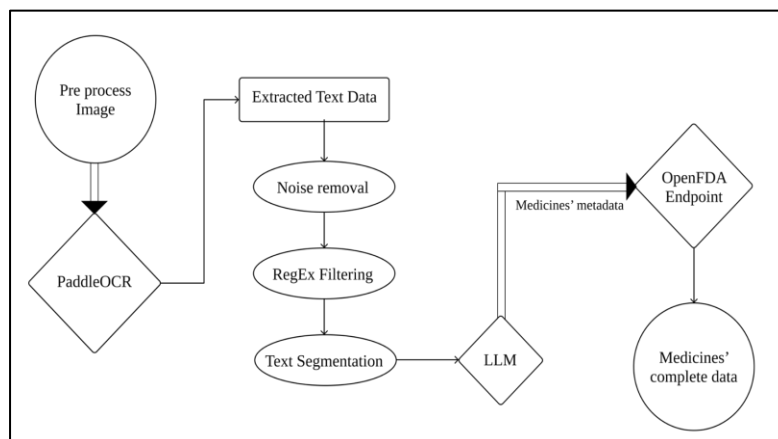 Pre process
Image
PaddleOCR
Extracted Text Data
Noise removal
RegEx Filtering
Text Segmentation
LLM
Medicines’ metadata
OpenFDA
Endpoint
Medicines’
complete data